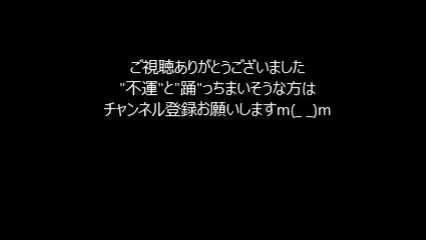 ご視聴ありがとうございました
"不運"と"踊"っちまいそうな方は
チャンネル登録お願いしますm(_ _)m